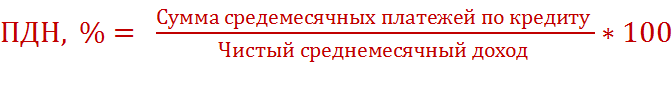 ПДН, % = Сумма средемесячных платежей по кредиту
Чистый среднемесячный доход
∗ 100